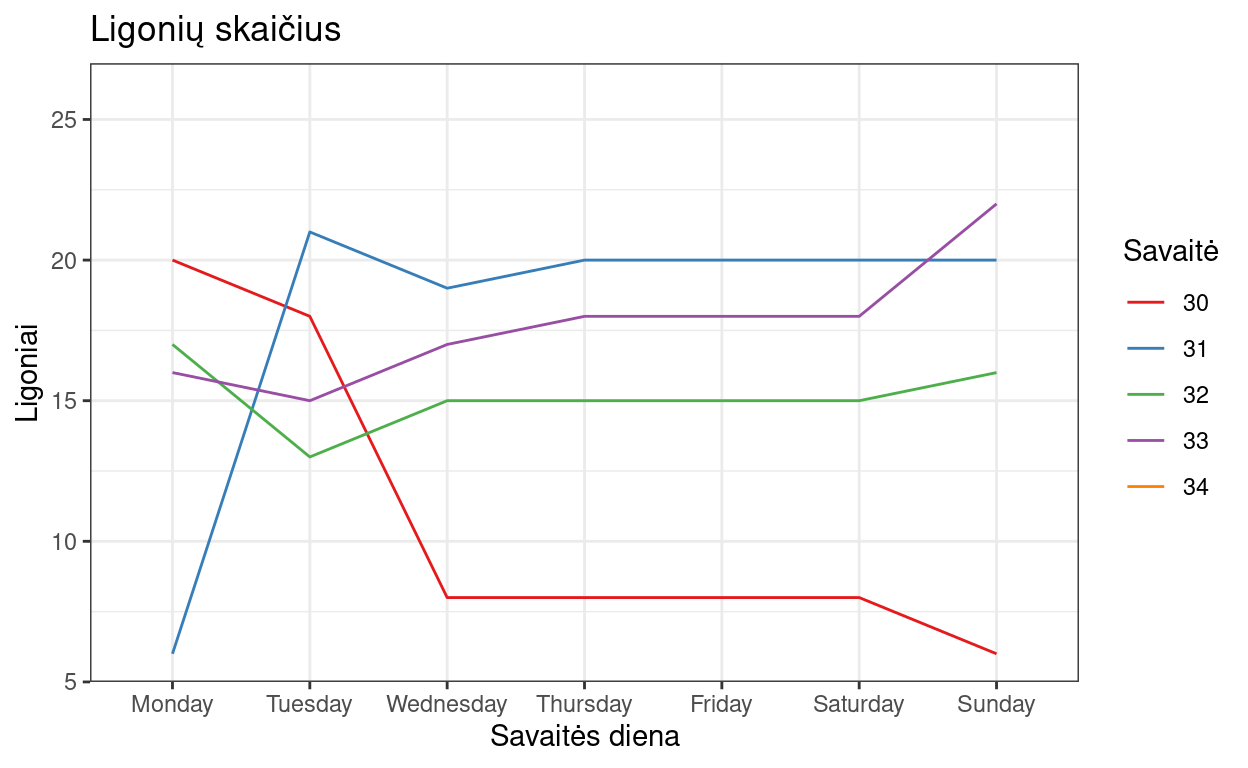 Ligonių skaičius
25
20
15
10
5
Ligoniai
Monday Tuesday Wednesday Thursday Friday Saturday Sunday
Savaitės diena
Savaitė
30
31
32
33
34